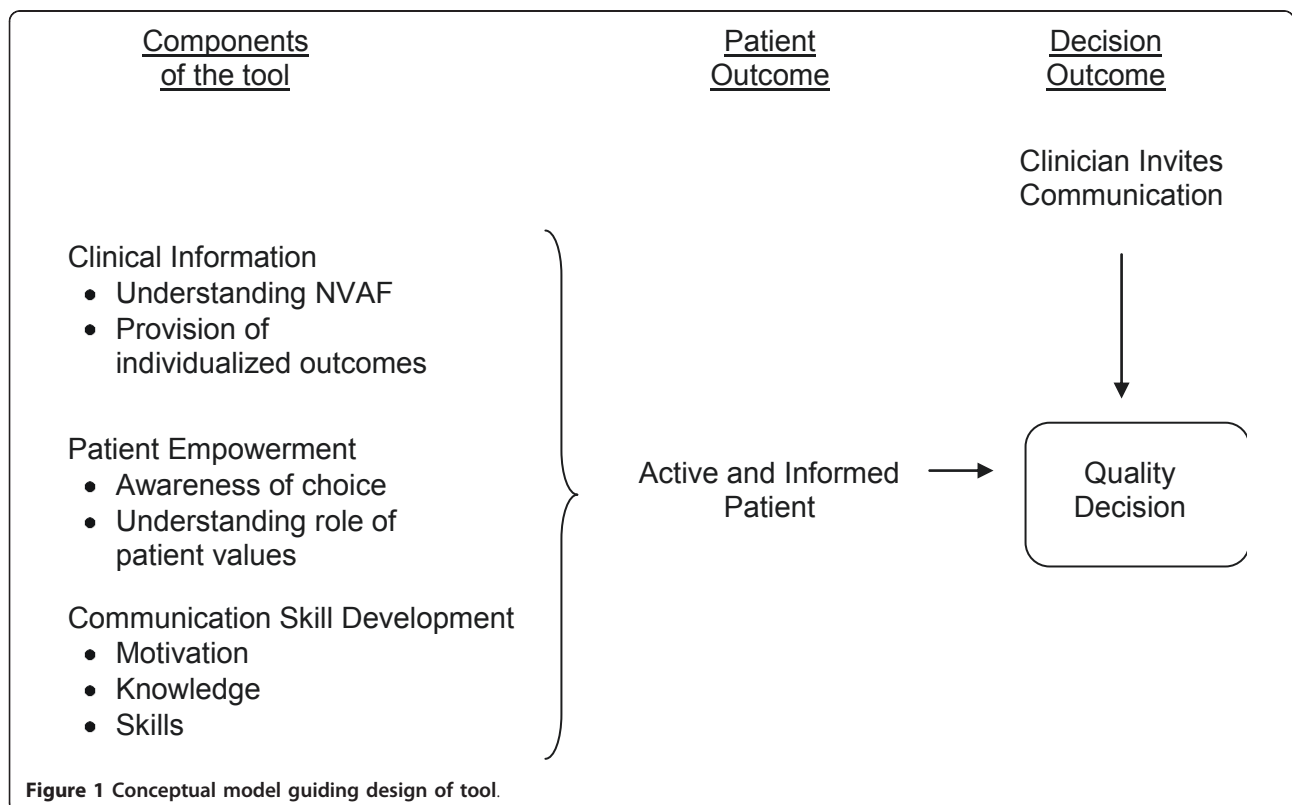 Components
of the tool
Patient
Outcome
Decision
Outcome
Clinician Invites
Communication
Clinical Information
• Understanding NVAF
• Provision of
individualized outcomes
Patient Empowerment
• Awareness of choice
• Understanding role of
patient values
Communication Skill Development
• Motivation
• Knowledge
• Skills
Active and Informed
Patient
Quality
Decision
Figure 1 Conceptual model guiding design of tool.